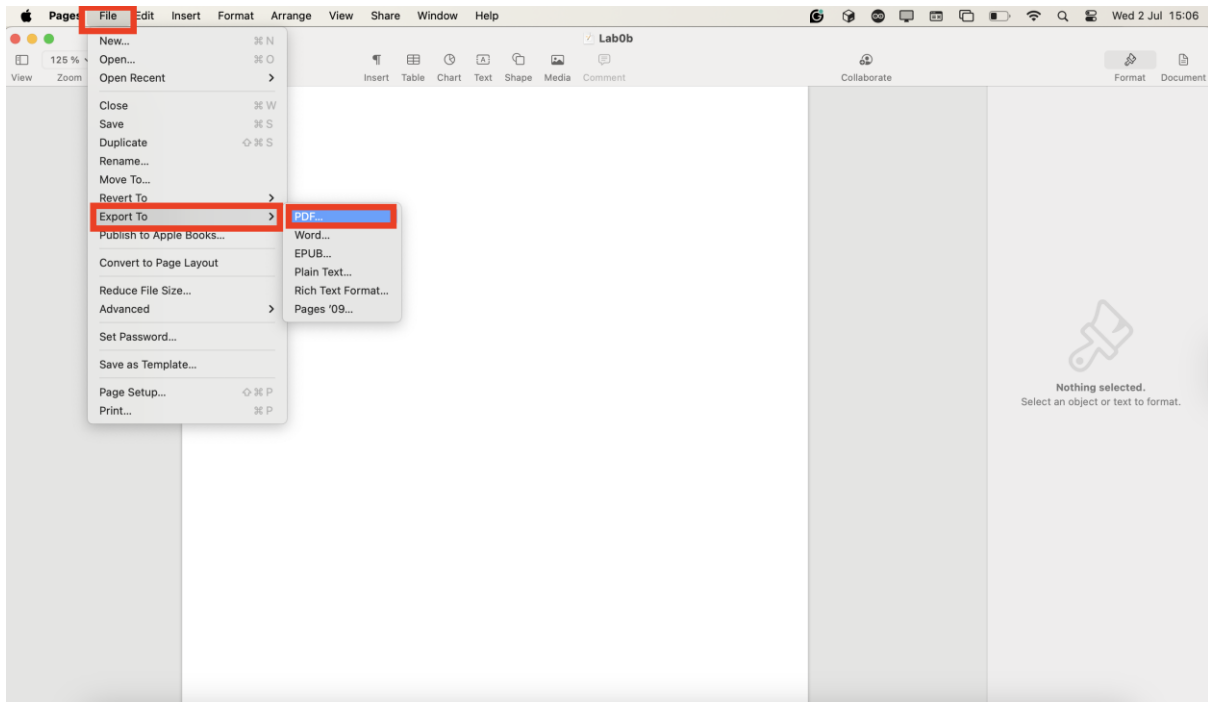 Pages File Edit Insert Format Arrange View Share Window Help Wed 2 Jul 15:06
Lab0b
125 %
View Zoom Insert Table Chart Text Shape Media Comment Collaborate Format Document
New... ⌘ N
Open... ⌘ O
Open Recent >
Close ⌘ W
Save ⌘ S
Duplicate ⇧ ⌘ S
Rename...
Move To...
Revert To >
Export To >
Publish to Apple Books...
Convert to Page Layout
Reduce File Size...
Advanced >
Set Password...
Save as Template...
Page Setup... ⇧ ⌘ P
Print... ⌘ P
PDF...
Word...
EPUB...
Plain Text...
Rich Text Format...
Pages '09...
Nothing selected.
Select an object or text to format.